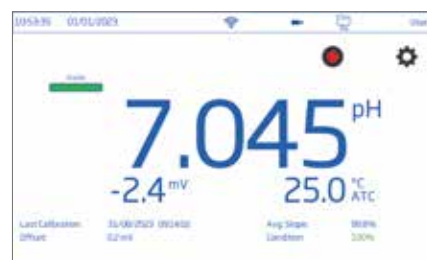 10:53:35 01/01/2023 User
Stable
7.045 pH
-2.4 mV 25.0 °C ATC
Last Calibration 31/08/2023 09:14:02 Avg. Slope 99.8%
Offset 0.2 mV Condition 100%